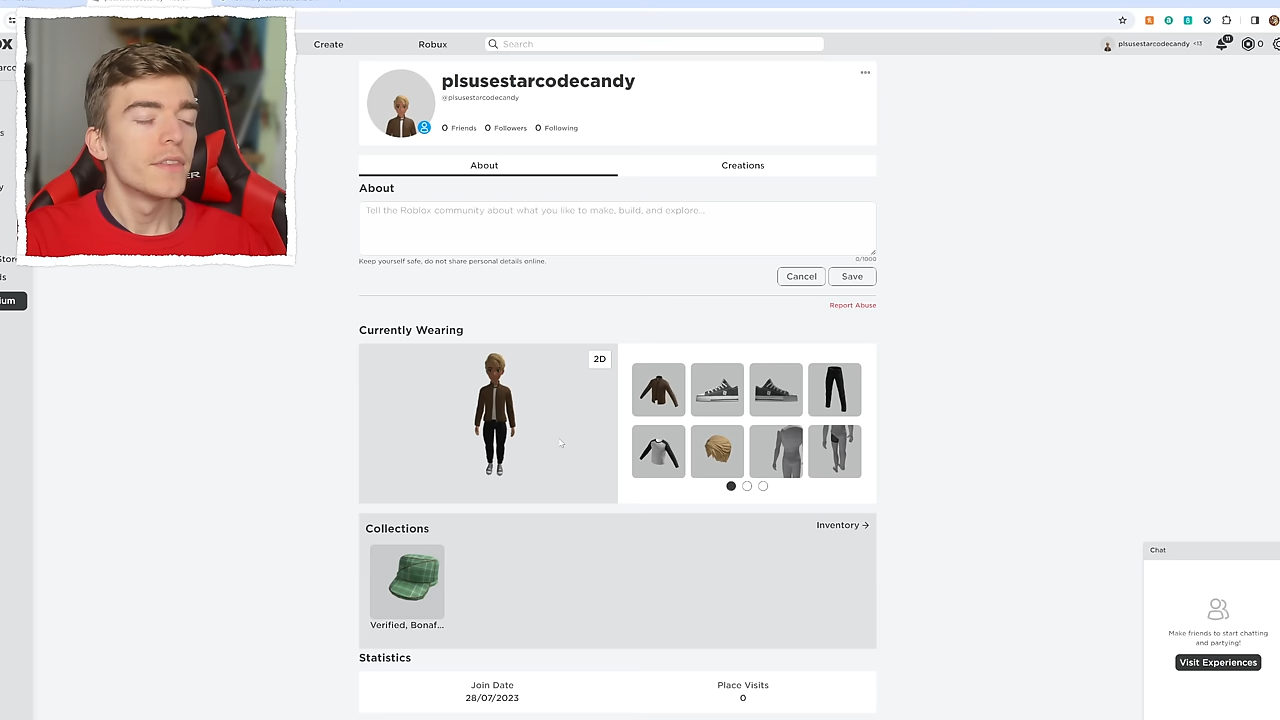 Create
Robux
Search
plsusestarcodecandy <13
11
0
plsusestarcodecandy
@plsusestarcodecandy
0 Friends 0 Followers 0 Following
About
Creations
About
Tell the Roblox community about what you like to make, build, and explore...
Keep yourself safe, do not share personal details online.
0/1000
Cancel
Save
Report Abuse
Currently Wearing
2D
Collections
Inventory →
Verified, Bonaf...
Statistics
Join Date
28/07/2023
Place Visits
0
Chat
Make friends to start chatting
and partying!
Visit Experiences